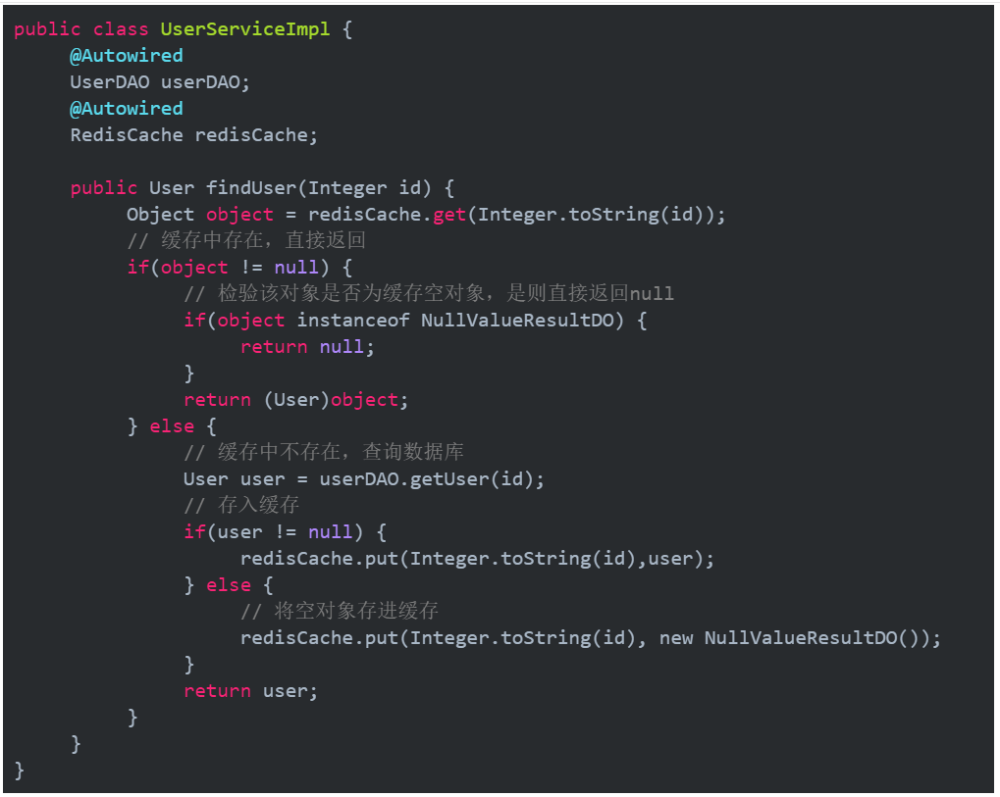 public class UserServiceImpl {
     @Autowired
     UserDAO userDAO;
     @Autowired
     RedisCache redisCache;

     public User findUser(Integer id) {
          Object object = redisCache.get(Integer.toString(id));
          // 缓存中存在，直接返回
          if(object != null) {
               // 检验该对象是否为缓存空对象，是则直接返回null
               if(object instanceof NullValueResultDO) {
                    return null;
               }
               return (User)object;
          } else {
               // 缓存中不存在，查询数据库
               User user = userDAO.getUser(id);
               // 存入缓存
               if(user != null) {
                    redisCache.put(Integer.toString(id),user);
               } else {
                    // 将空对象存进缓存
                    redisCache.put(Integer.toString(id), new NullValueResultDO());
               }
               return user;
          }
     }
}